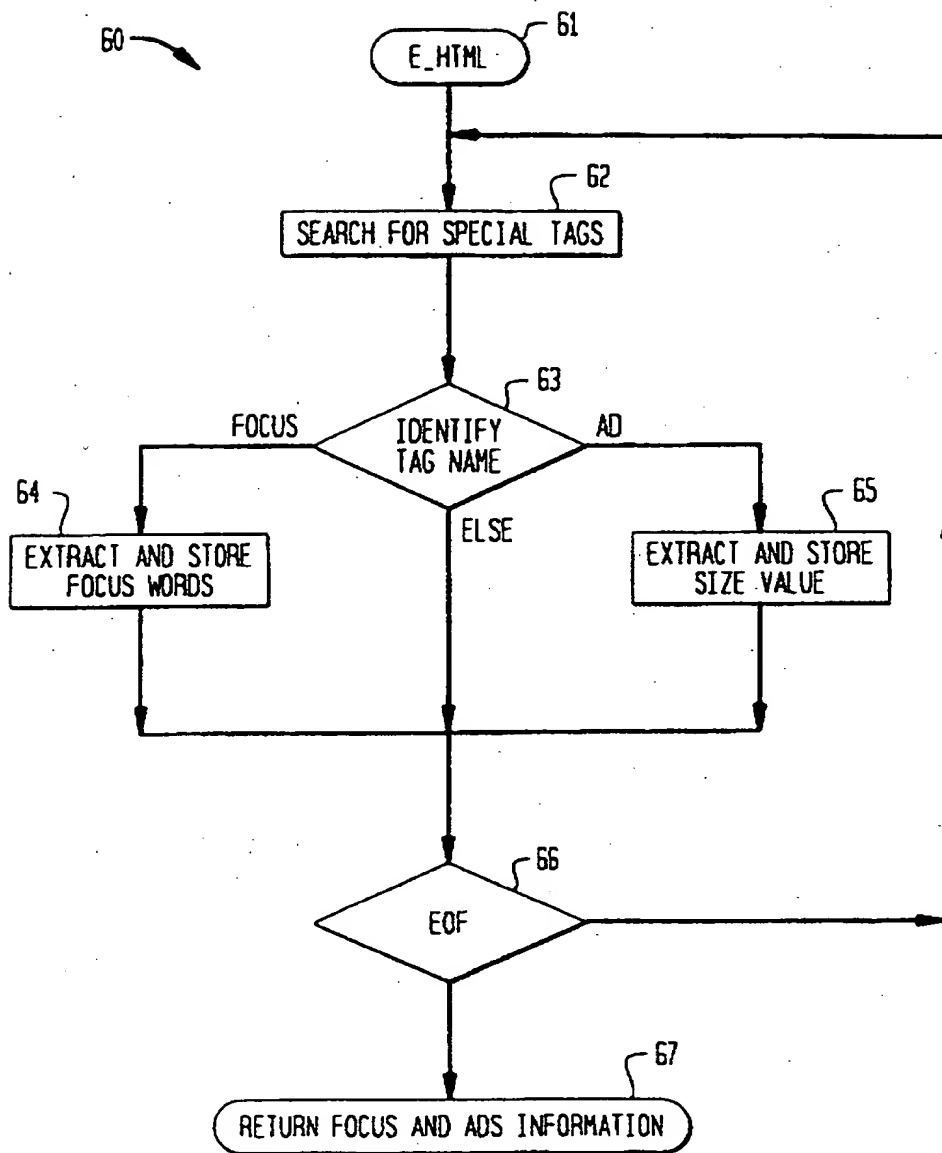 60
61
E_HTML
62
SEARCH FOR SPECIAL TAGS
63
FOCUS
IDENTIFY
TAG NAME
AD
ELSE
64
EXTRACT AND STORE
FOCUS WORDS
65
EXTRACT AND STORE
SIZE VALUE
66
EOF
67
RETURN FOCUS AND ADS INFORMATION